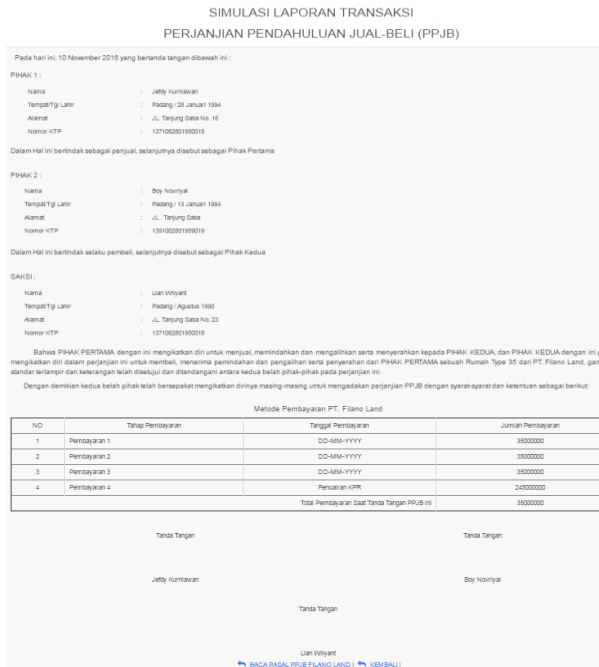 SIMULASI LAPORAN TRANSAKSI
PERJANJIAN PENDAHULUAN JUAL-BELI (PPJB)
Pada hari ini, 10 November 2016 yang bertanda tangan dibawah ini :
PIHAK 1 :
Nama : Jefdy Kurniawan
Tempat/Tgl Lahir : Padang / 28 Januari 1994
Alamat : JL. Tanjung Saba No. 16
Nomor KTP : 1371082801950016
Dalam Hal ini bertindak sebagai penjual, selanjutnya disebut sebagai Pihak Pertama
PIHAK 2 :
Nama : Boy Novriyal
Tempat/Tgl Lahir : Padang / 13 Januari 1994
Alamat : JL . Tanjung Saba
Nomor KTP : 1391002801959019
Dalam Hal ini bertindak selaku pembeli, selanjutnya disebut sebagai Pihak Kedua
SAKSI :
Nama : Lian Wilyant
Tempat/Tgl Lahir : Padang / Agustus 1990
Alamat : JL. Tanjung Saba No. 23
Nomor KTP : 1371082801950016
Bahwa PIHAK PERTAMA dengan ini mengikatkan diri untuk menjual, memindahkan dan mengalihkan serta menyerahkan kepada PIHAK KEDUA, dan PIHAK KEDUA dengan ini
mengikatkan diri dalam perjanjian ini untuk membeli, menerima pemindahan dan pengalihan serta penyerahan dari PIHAK PERTAMA sebuah Rumah Type 35 dari PT. Filano Land, gam
standar terlampir dan keterangan telah disetujui dan ditandangani antara kedua belah pihak-pihak pada perjanjian ini.
Dengan demikian kedua belah pihak telah bersepakat mengikatkan dirinya masing-masing untuk mengadakan perjanjian PPJB dengan syarat-syarat dan ketentuan sebagai berikut:
Metode Pembayaran PT. Filano Land
NO Tahap Pembayaran Tanggal Pembayaran Jumlah Pembayaran
1 Pembayaran 1 DD-MM-YYYY 35000000
2 Pembayaran 2 DD-MM-YYYY 35000000
3 Pembayaran 3 DD-MM-YYYY 35000000
4 Pembayaran 4 Pencairan KPR 245000000
Total Pembayaran Saat Tanda Tangan PPJB ini 35000000
Tanda Tangan Tanda Tangan
Jefdy Kurniawan Boy Novriyal
Tanda Tangan
Lian Wilyant
BACA PASAL PPJB FILANO LAND | KEMBALI |